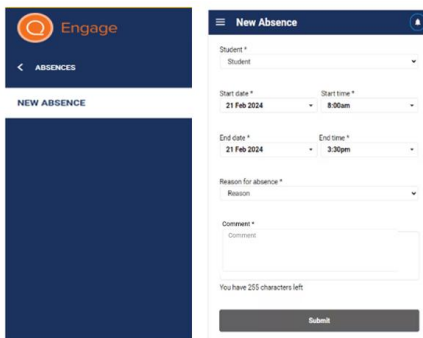 Engage
ABSENCES
NEW ABSENCE
New Absence
Student *
Student
Start date * Start time *
21 Feb 2024 8:00am
End date * End time *
21 Feb 2024 3:30pm
Reason for absence *
Reason
Comment *
Comment
You have 255 characters left
Submit